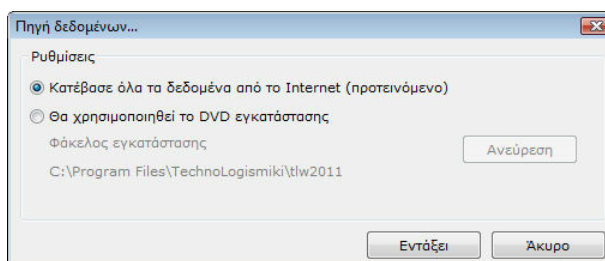 Πηγή δεδομένων...
Ρυθμίσεις
Κατέβασε όλα τα δεδομένα από το Internet (προτεινόμενο)
Θα χρησιμοποιηθεί το DVD εγκατάστασης
Φάκελος εγκατάστασης
Ανεύρεση
C:\Program Files\TechnoLogismiki\tlw2011
Εντάξει Άκυρο